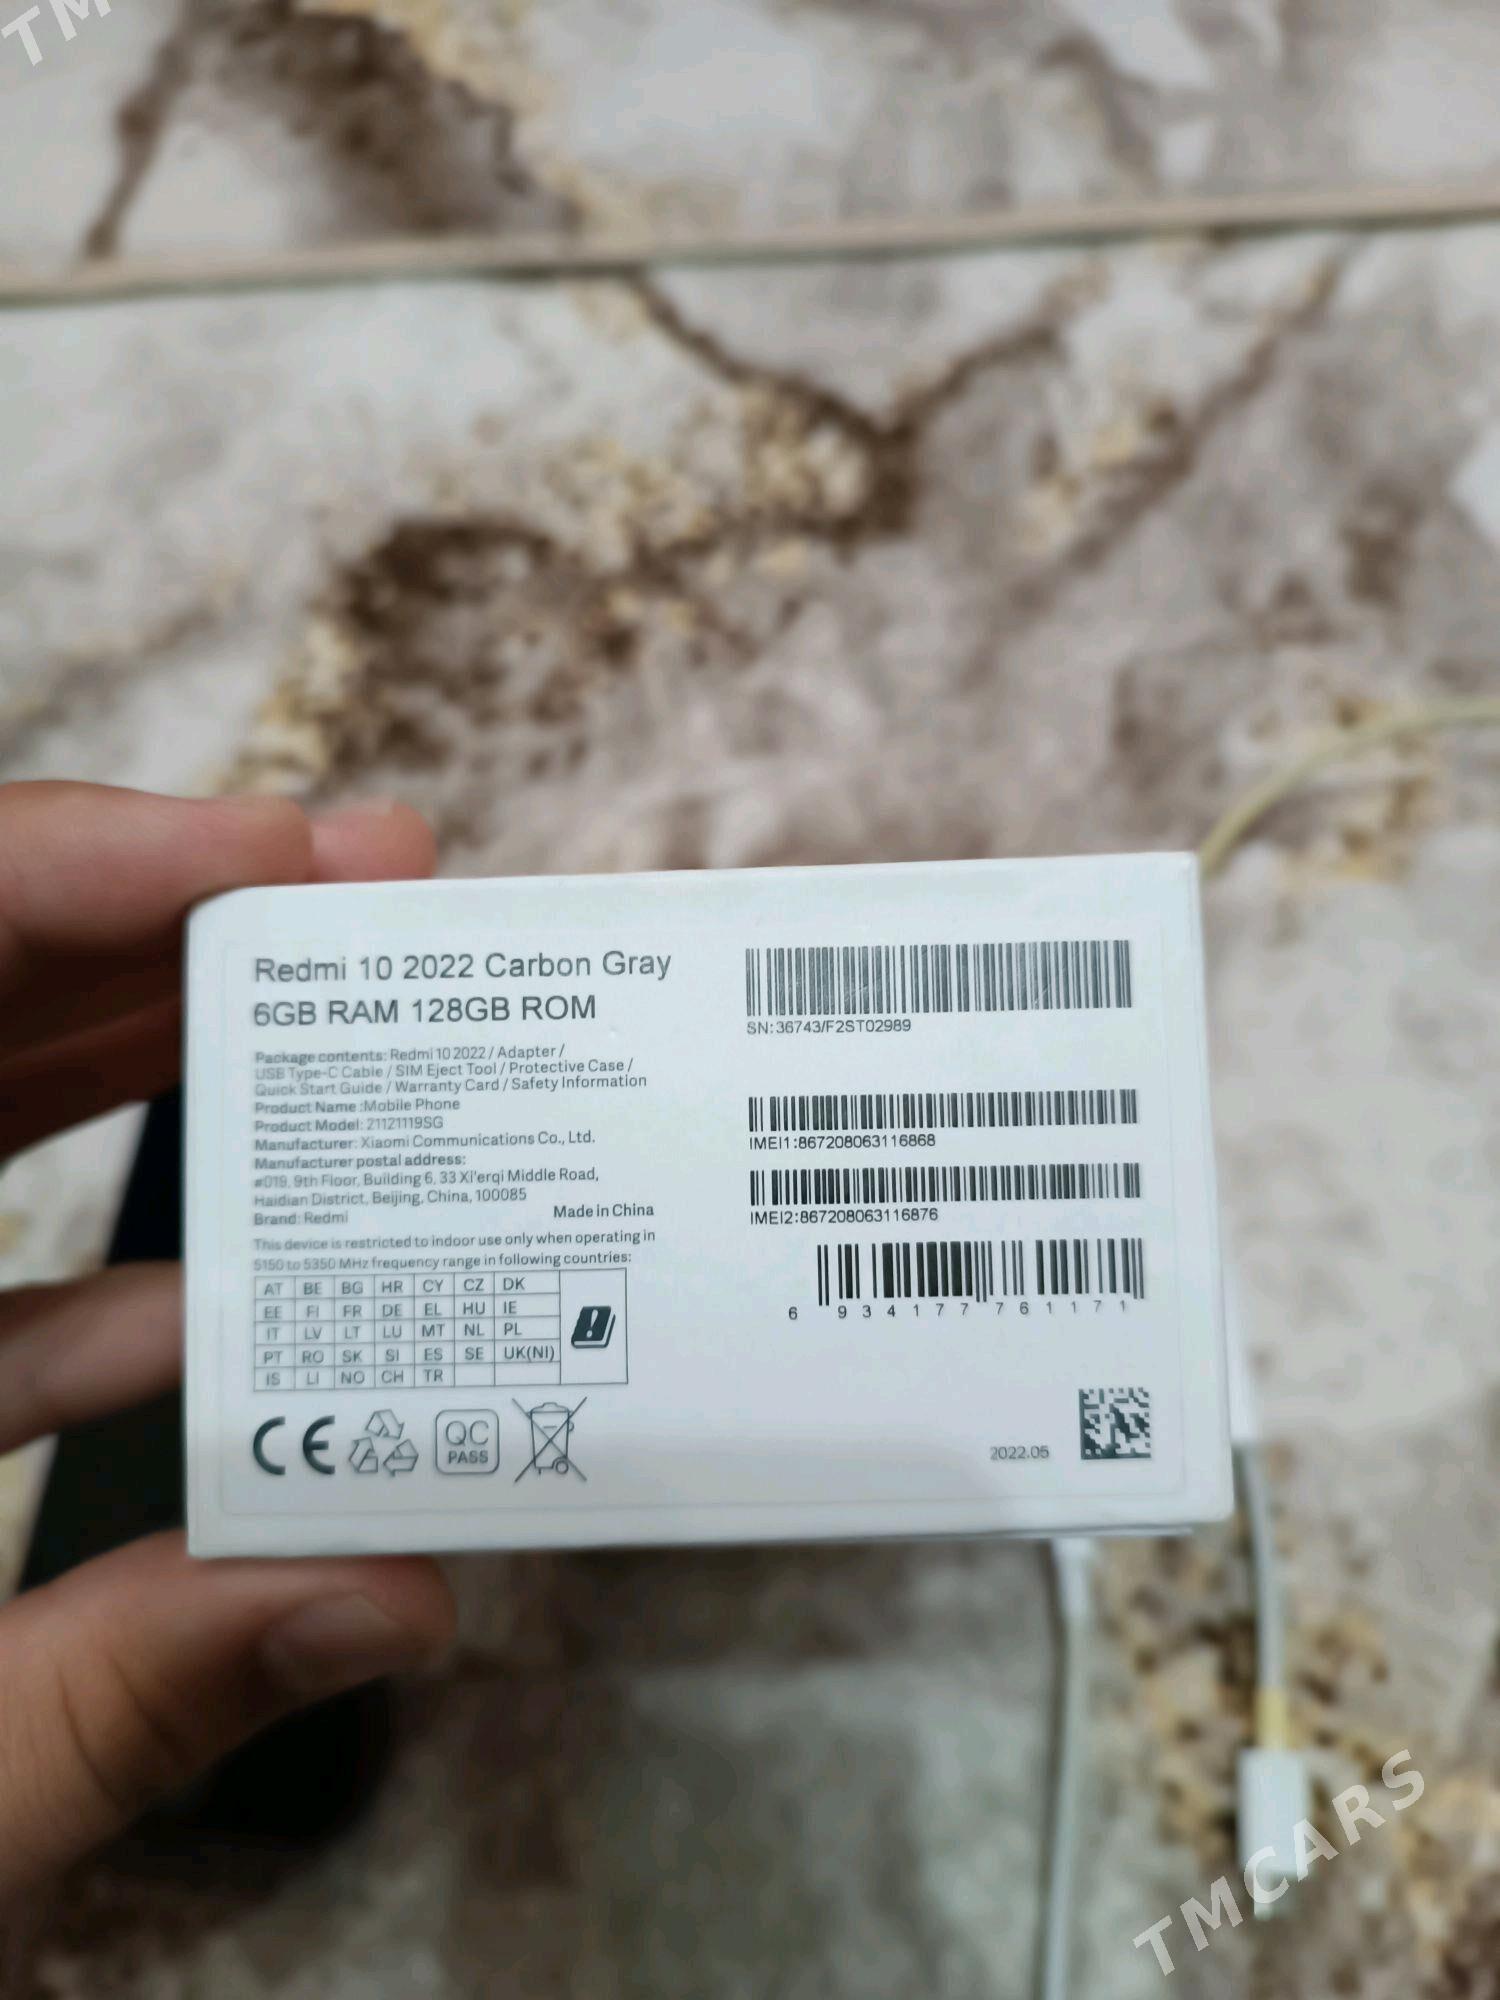 TM
Redmi 10 2022 Carbon Gray
6GB RAM 128GB ROM
Package contents: Redmi 10 2022 / Adapter /
USB Type-C Cable / SIM Eject Tool / Protective Case /
Quick Start Guide / Warranty Card / Safety Information
Product Name :Mobile Phone
Product Model: 21121119SG
Manufacturer: Xiaomi Communications Co., Ltd.
Manufacturer postal address:
#019, 9th Floor, Building 6, 33 Xi'erqi Middle Road,
Haidian District, Beijing, China, 100085
Brand: Redmi
Made in China
This device is restricted to indoor use only when operating in
5150 to 5350 MHz frequency range in following countries:
AT BE BG HR CY CZ DK
EE FI FR DE EL HU IE
IT LV LT LU MT NL PL
PT RO SK SI ES SE UK(NI)
IS LI NO CH TR
CE
QC
PASS
SN:36743/F2ST02989
IMEI1:867208063116868
IMEI2:867208063116876
6 934177 761171
2022.05
TMCARS